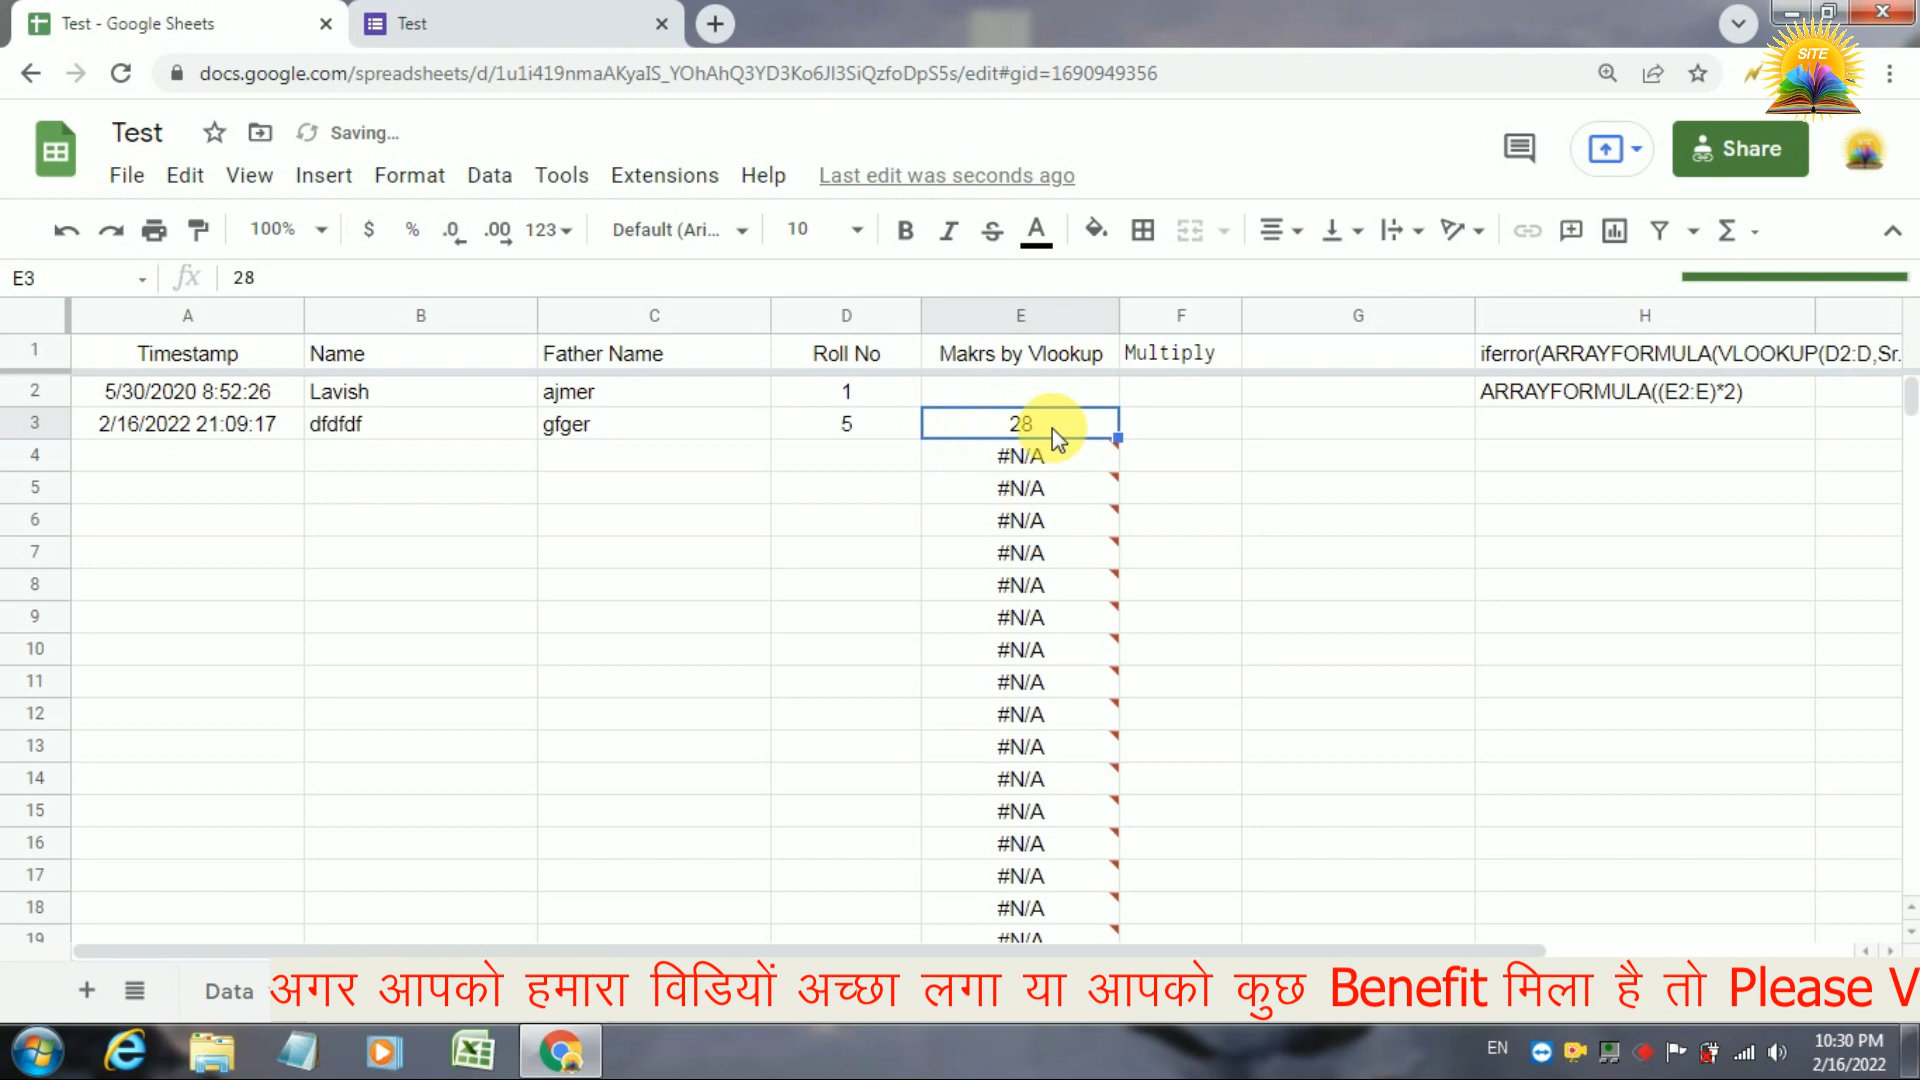 Test - Google Sheets
Test
docs.google.com/spreadsheets/d/1u1i419nmaAKyaIS_YOhAhQ3YD3Ko6JI3SiQzfoDpS5s/edit#gid=1690949356
SiTE
Test Saving...
File Edit View Insert Format Data Tools Extensions Help Last edit was seconds ago
Share
100% $ % .0 .00 123 Default (Ari... 10 B I S A Σ
E3 fx 28
A B C D E F G H
1 Timestamp Name Father Name Roll No Makrs by Vlookup Multiply iferror(ARRAYFORMULA(VLOOKUP(D2:D,Sr.
2 5/30/2020 8:52:26 Lavish ajmer 1 ARRAYFORMULA((E2:E)*2)
3 2/16/2022 21:09:17 dfdfdf gfger 5 28
4 #N/A
5 #N/A
6 #N/A
7 #N/A
8 #N/A
9 #N/A
10 #N/A
11 #N/A
12 #N/A
13 #N/A
14 #N/A
15 #N/A
16 #N/A
17 #N/A
18 #N/A
19 #N/A
Data अगर आपको हमारा विडियों अच्छा लगा या आपको कुछ Benefit मिला है तो Please V
EN 10:30 PM
2/16/2022